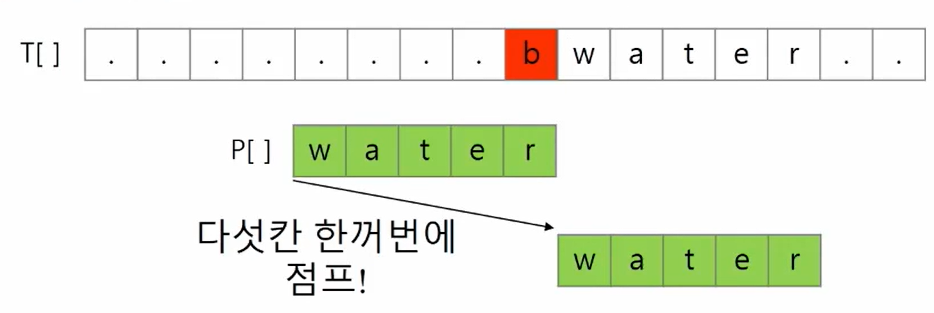 T[ ] . . . . . . . . b w a t e r . .
P[ ] w a t e r
다섯칸 한꺼번에
점프!
w a t e r